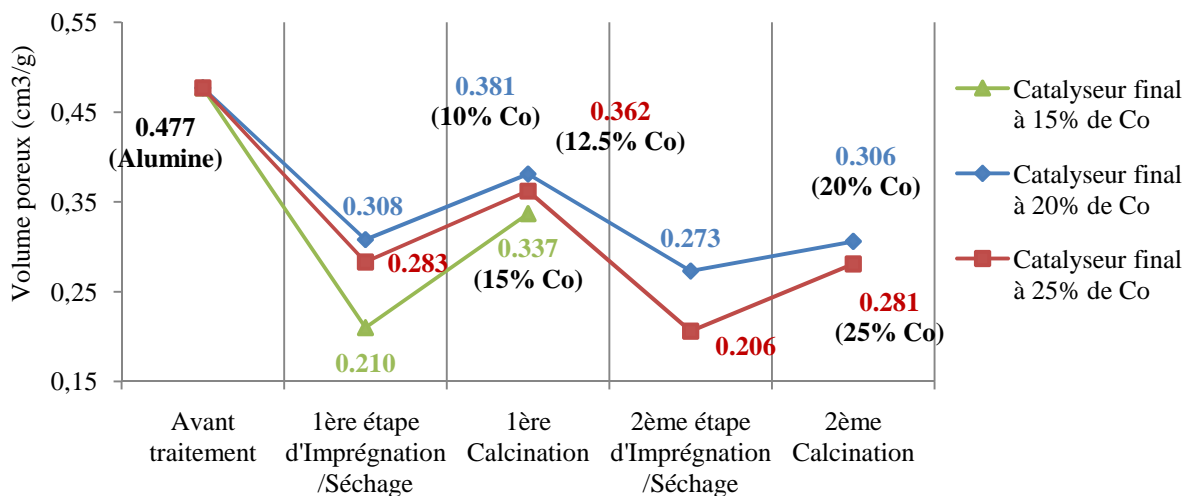 Volume poreux (cm3/g)
0,55
0,45
0,35
0,25
0,15
0.477
(Alumine)
0.308
0.283
0.210
0.381
(10% Co)
0.362
(12.5% Co)
0.337
(15% Co)
0.273
0.206
0.306
(20% Co)
0.281
(25% Co)
Avant
traitement
1ère étape
d'Imprégnation
/Séchage
1ère
Calcination
2ème étape
d'Imprégnation
/Séchage
2ème
Calcination
Catalyseur final
à 15% de Co
Catalyseur final
à 20% de Co
Catalyseur final
à 25% de Co